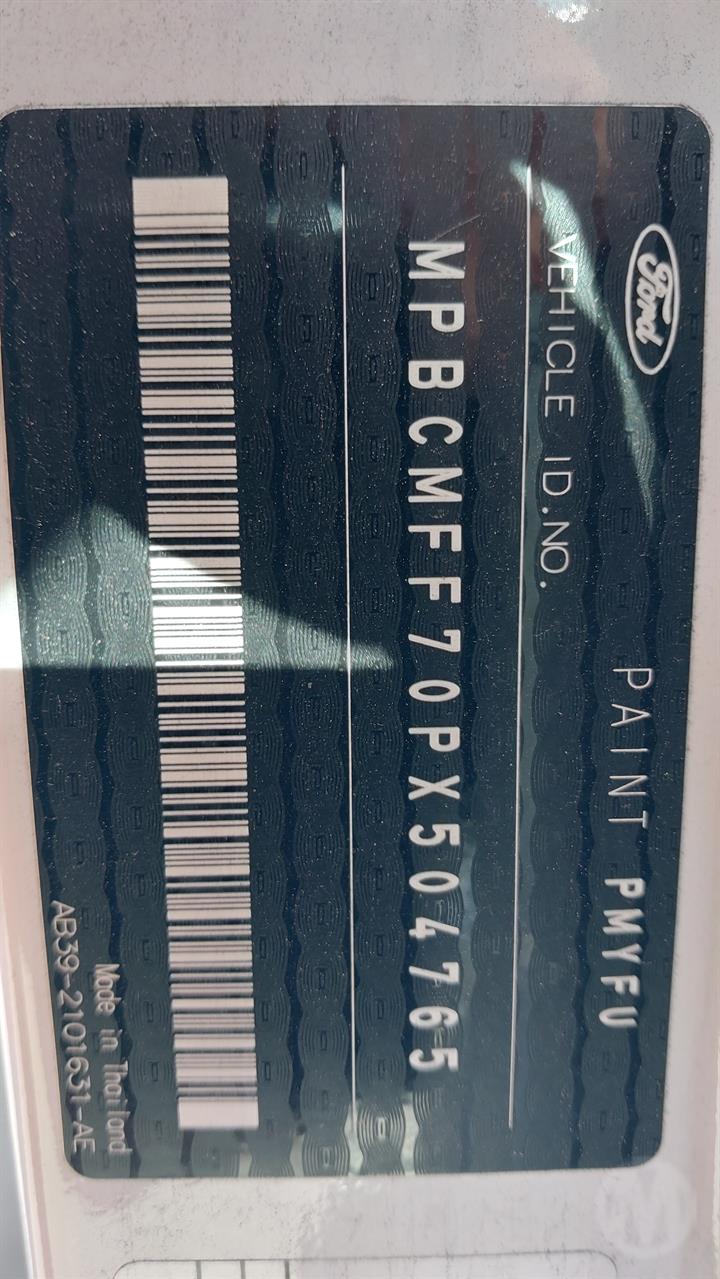 Ford
PAINT PMYFU
VEHICLE ID.NO.
MPBCMFF70PX504765
Made in Thailand
AB39-2101631-AE